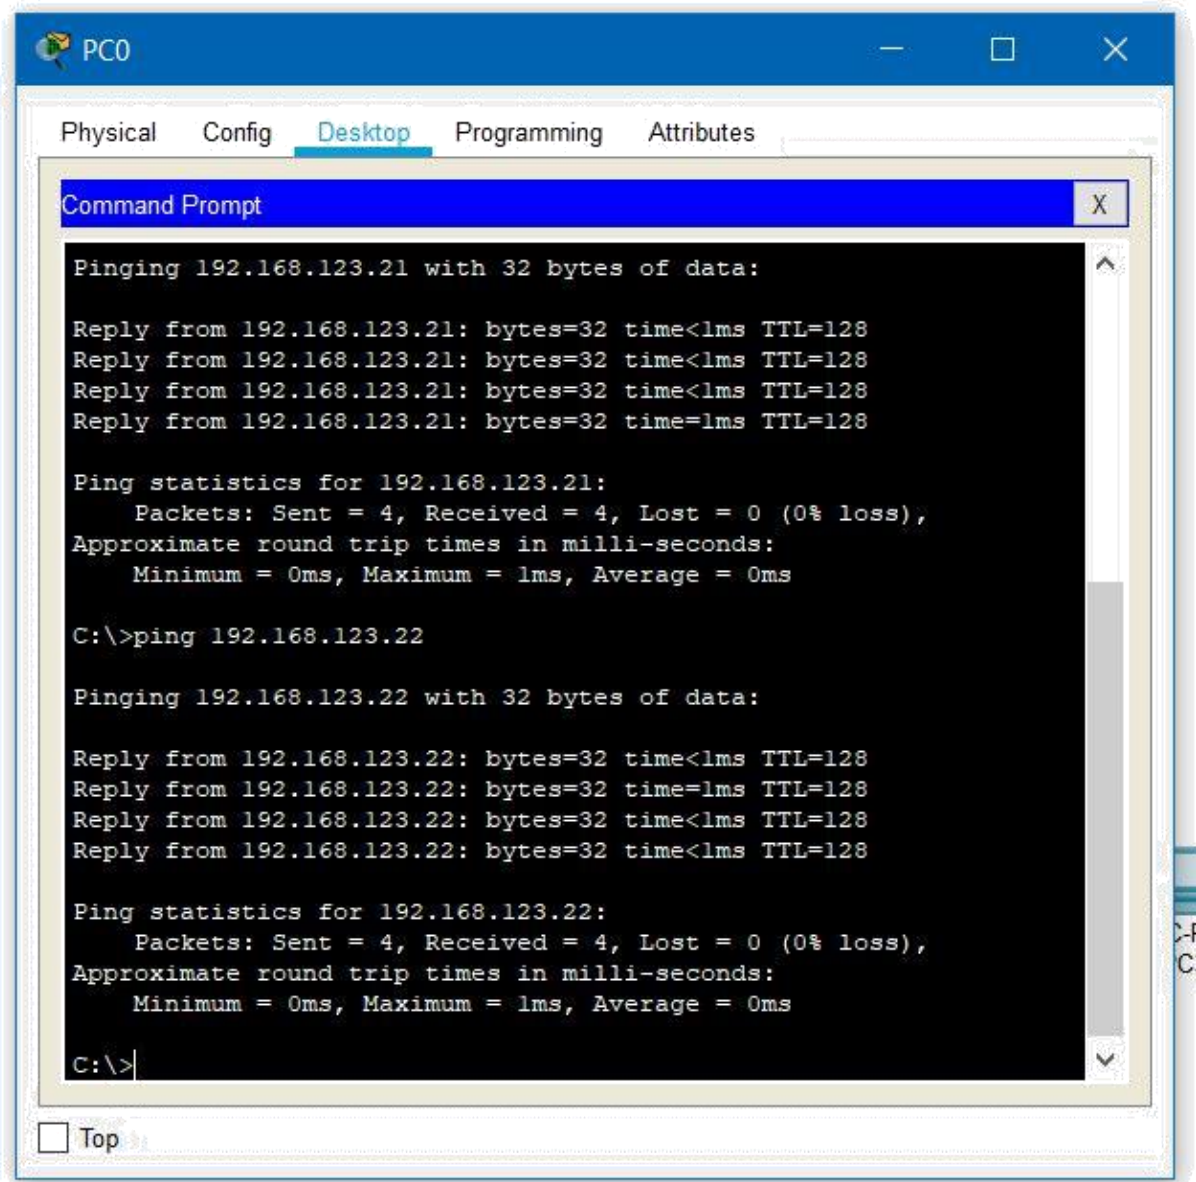 PC0
Physical Config Desktop Programming Attributes
Command Prompt X
Pinging 192.168.123.21 with 32 bytes of data:
Reply from 192.168.123.21: bytes=32 time<1ms TTL=128
Reply from 192.168.123.21: bytes=32 time<1ms TTL=128
Reply from 192.168.123.21: bytes=32 time<1ms TTL=128
Reply from 192.168.123.21: bytes=32 time=1ms TTL=128
Ping statistics for 192.168.123.21:
Packets: Sent = 4, Received = 4, Lost = 0 (0% loss),
Approximate round trip times in milli-seconds:
Minimum = 0ms, Maximum = 1ms, Average = 0ms
C:\>ping 192.168.123.22
Pinging 192.168.123.22 with 32 bytes of data:
Reply from 192.168.123.22: bytes=32 time<1ms TTL=128
Reply from 192.168.123.22: bytes=32 time=1ms TTL=128
Reply from 192.168.123.22: bytes=32 time<1ms TTL=128
Reply from 192.168.123.22: bytes=32 time<1ms TTL=128
Ping statistics for 192.168.123.22:
Packets: Sent = 4, Received = 4, Lost = 0 (0% loss),
Approximate round trip times in milli-seconds:
Minimum = 0ms, Maximum = 1ms, Average = 0ms
C:\>
Top